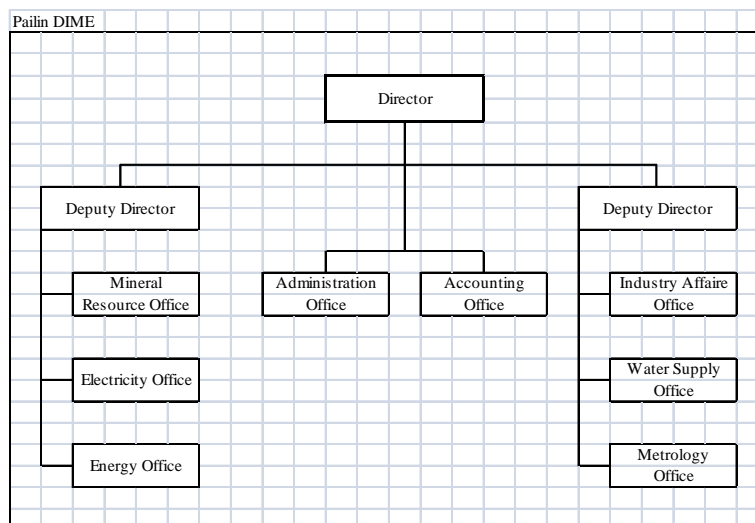 Pailin DIME
Director
Deputy Director
Deputy Director
Mineral
Resource Office
Administration
Office
Accounting
Office
Industry Affaire
Office
Electricity Office
Water Supply
Office
Energy Office
Metrology
Office